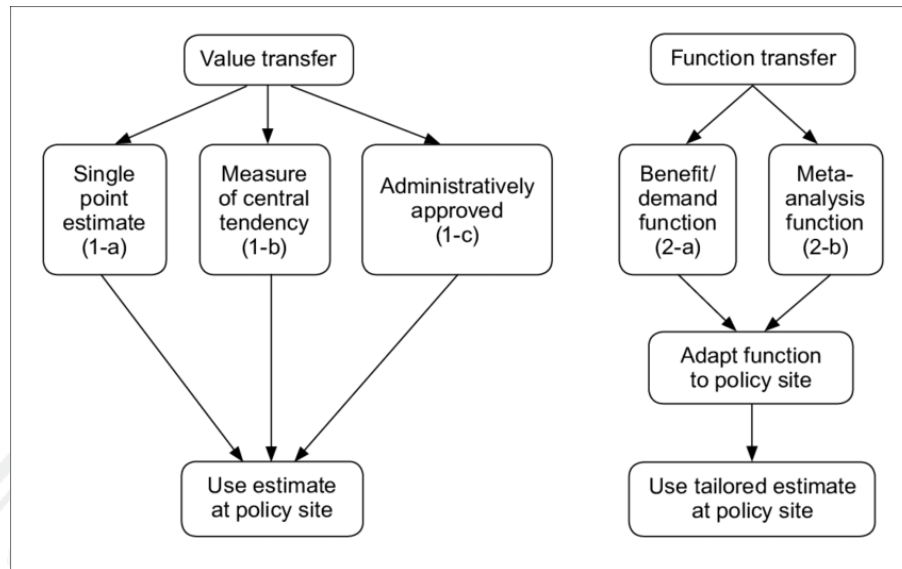 Value transfer
Single
point
estimate
(1-a)
Measure
of central
tendency
(1-b)
Administratively
approved
(1-c)
Use estimate
at policy site
Function transfer
Benefit/
demand
function
(2-a)
Meta-
analysis
function
(2-b)
Adapt function
to policy site
Use tailored estimate
at policy site